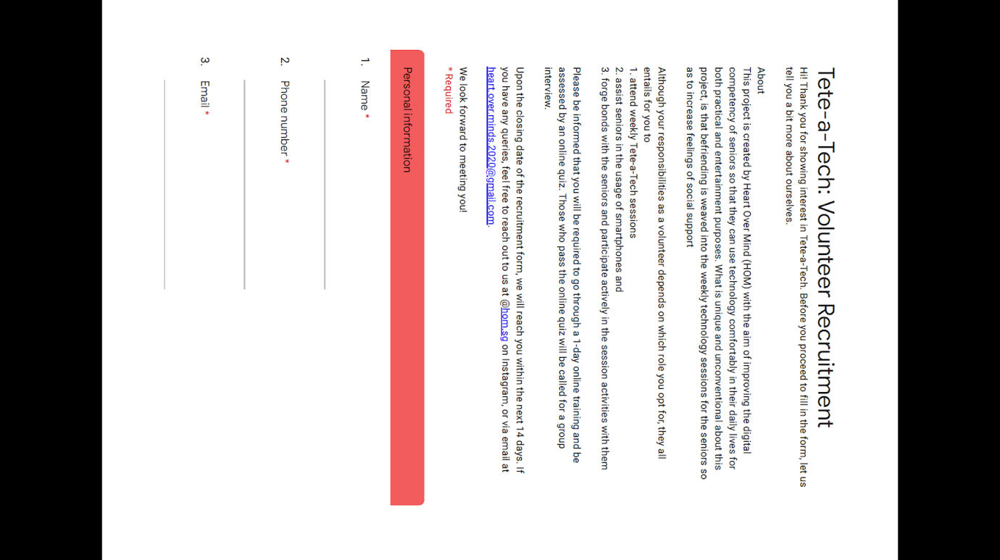 Tete-a-Tech: Volunteer Recruitment
Hi! Thank you for showing interest in Tete-a-Tech. Before you proceed to fill in the form, let us
tell you a bit more about ourselves.
About
This project is created by Heart Over Mind (HOM) with the aim of improving the digital
competency of seniors so that they can use technology comfortably in their daily lives for
both practical and entertainment purposes. What is unique and unconventional about this
project, is that befriending is weaved into the weekly technology sessions for the seniors so
as to increase feelings of social support
Although your responsibilities as a volunteer depends on which role you opt for, they all
entails for you to
1. attend weekly Tete-a-Tech sessions
2. assist seniors in the usage of smartphones and
3. forge bonds with the seniors and participate actively in the session activities with them
Please be informed that you will be required to go through a 1-day online training and be
assessed by an online quiz. Those who pass the online quiz will be called for a group
interview.
Upon the closing date of the recruitment form, we will reach you within the next 14 days. If
you have any queries, feel free to reach out to us at @hom.sg on Instagram, or via email at
heart.over.minds.2020@gmail.com.
We look forward to meeting you!
* Required
Personal information
1. Name *
2. Phone number *
3. Email *